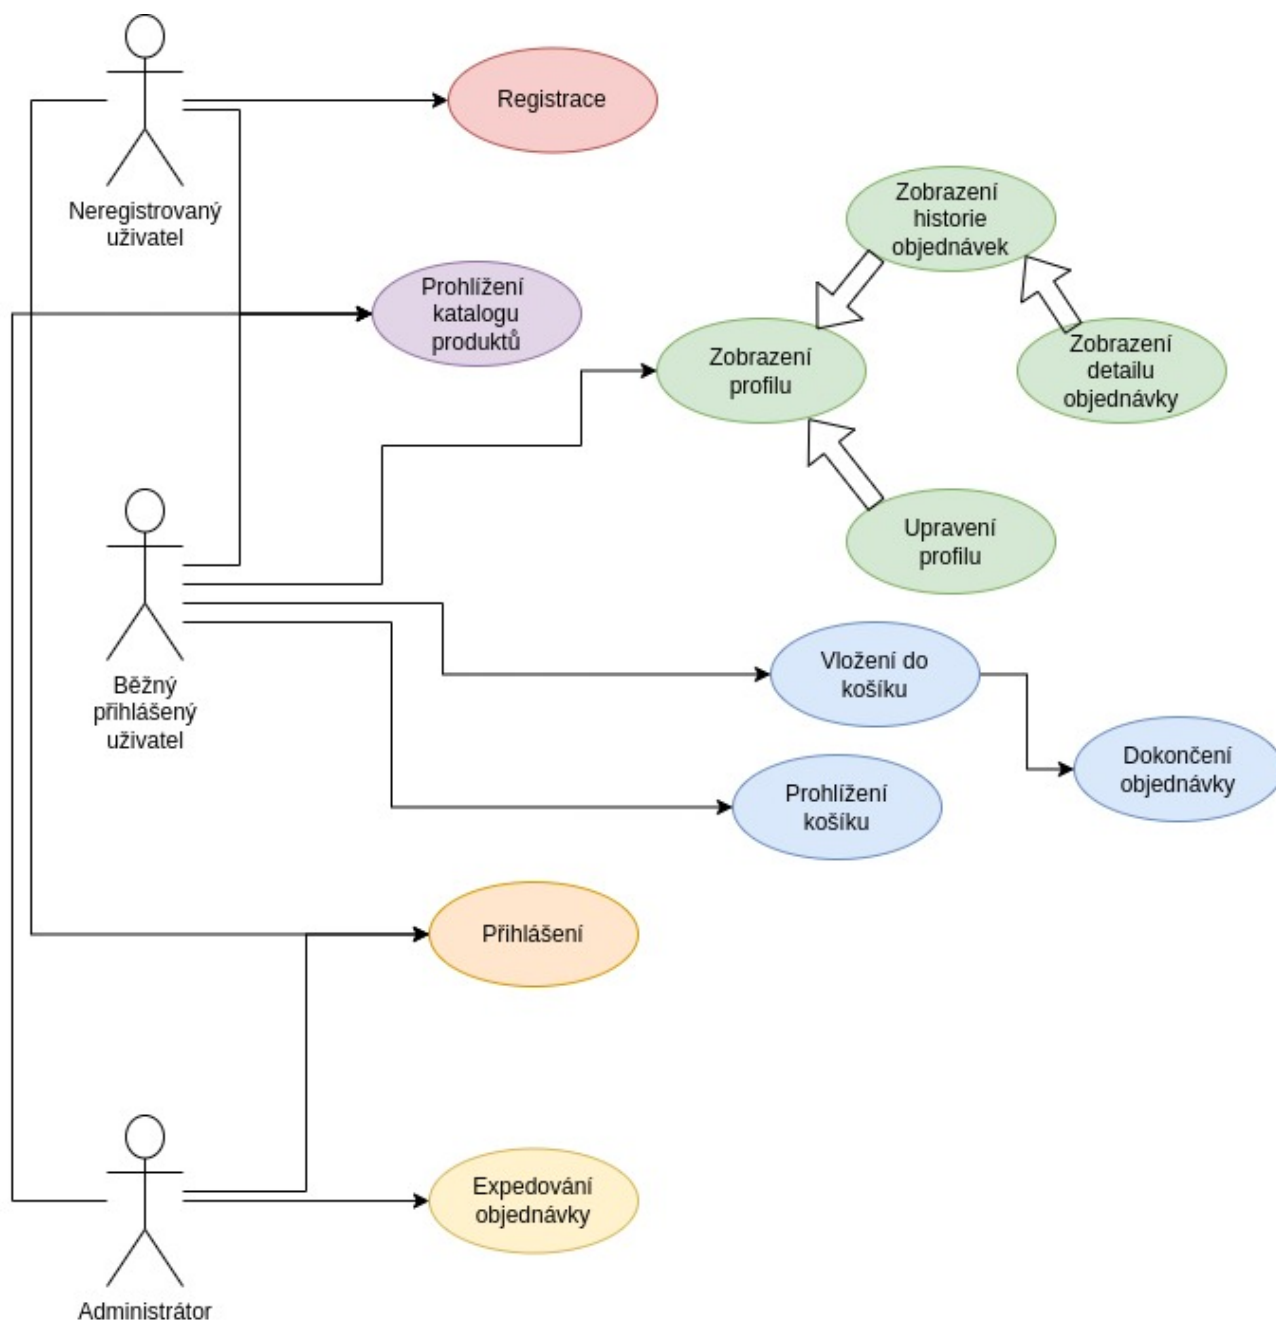 Registrace
Neregistrovaný
uživatel
Zobrazení
historie
objednávek
Prohlížení
katalogu
produktů
Zobrazení
profilu
Zobrazení
detailu
objednávky
Upravení
profilu
Běžný
přihlášený
uživatel
Vložení do
košíku
Dokončení
objednávky
Prohlížení
košíku
Přihlášení
Expedování
objednávky
Administrátor